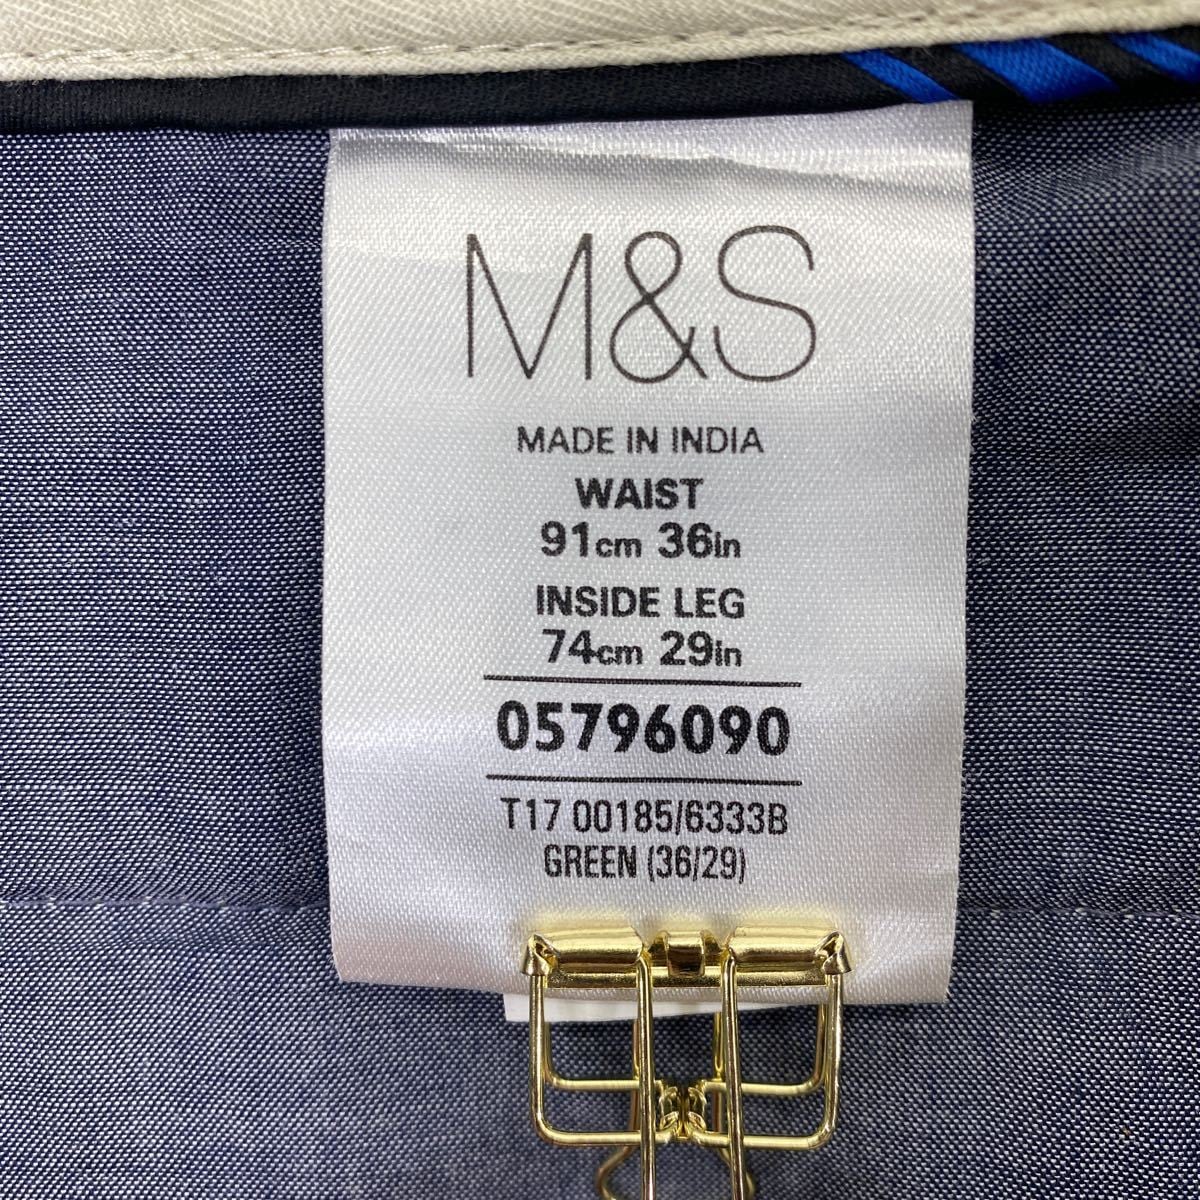 M&S
MADE IN INDIA
WAIST
91cm 36in
INSIDE LEG
74cm 29in
05796090
T17 00185/6333B
GREEN (36/29)